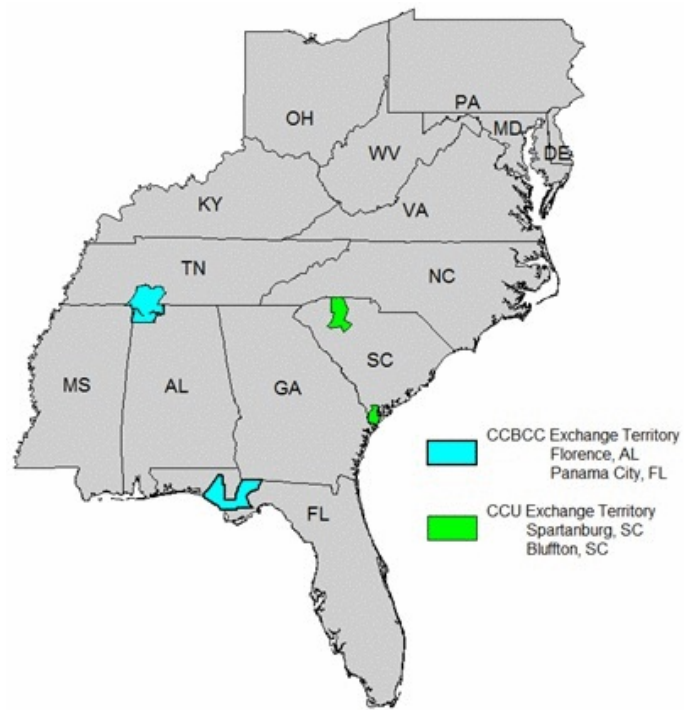 PA
OH
MD
WV
DE
KY
VA
TN
NC
SC
MS
AL
GA
CCBCC Exchange Territory
Florence, AL
Panama City, FL
CCU Exchange Territory
Spartanburg, SC
Bluffton, SC
FL